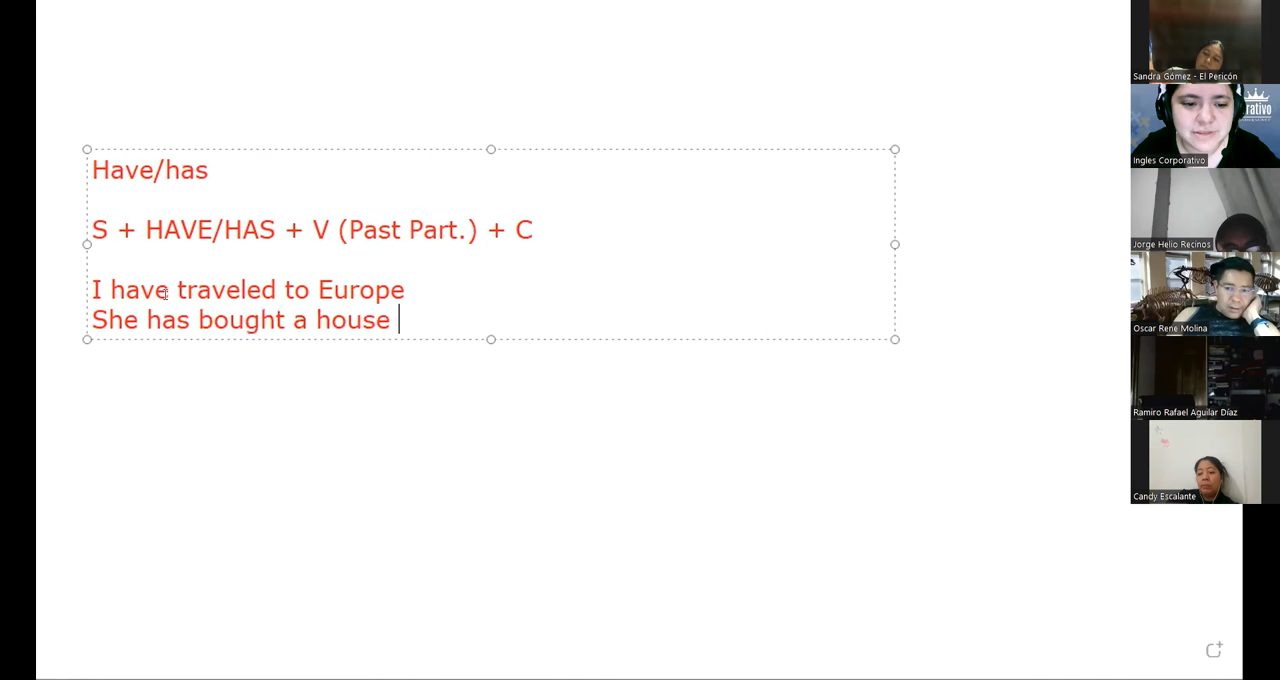 Have/has
S + HAVE/HAS + V (Past Part.) + C
I have traveled to Europe
She has bought a house
Sandra Gómez - El Pericón
rativo
Ingles Corporativo
Jorge Helio Recinos
Oscar Rene Molina
Ramiro Rafael Aguilar Díaz
Candy Escalante